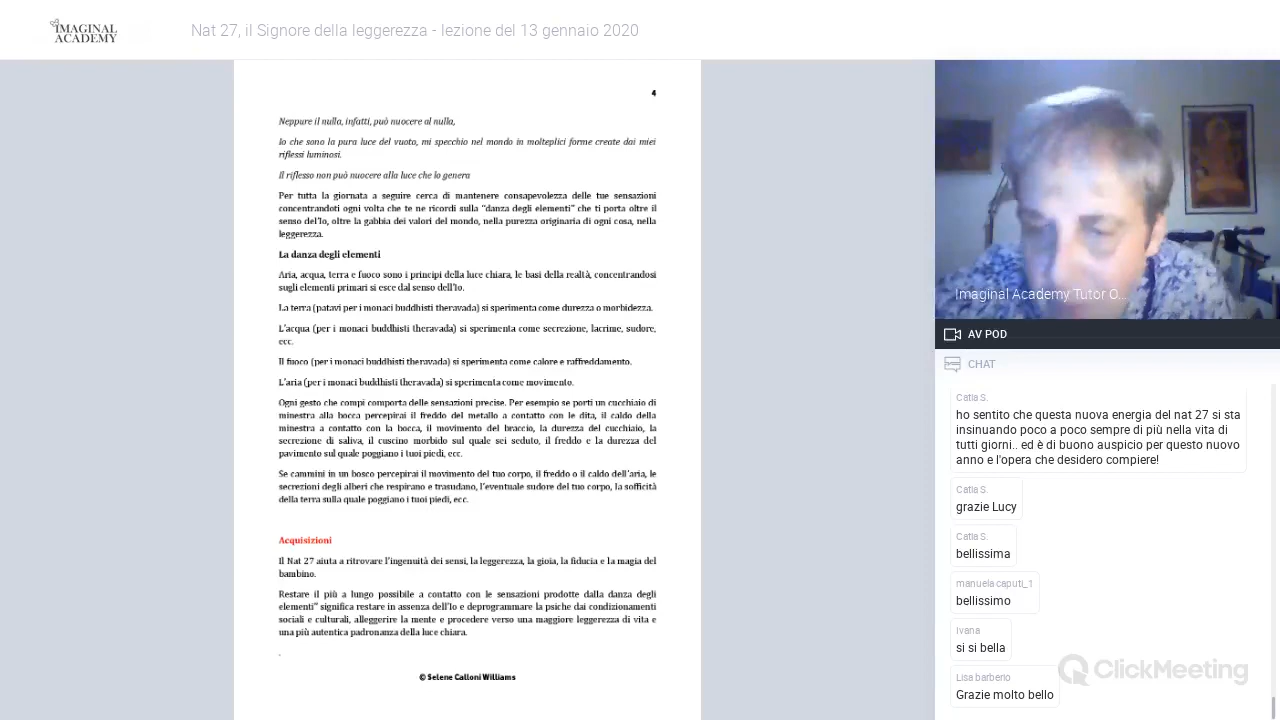 IMAGINAL
ACADEMY
Nat 27, il Signore della leggerezza - lezione del 13 gennaio 2020
4
Neppure il nulla, infatti, può nuocere al nulla,
Io che sono la pura luce del vuoto, mi specchio nel mondo in molteplici forme create dai miei
riflessi luminosi.
Il riflesso non può nuocere alla luce che lo genera
Per tutta la giornata a seguire cerca di mantenere consapevolezza delle tue sensazioni
concentrandoti ogni volta che te ne ricordi sulla “danza degli elementi” che ti porta oltre il
senso del’Io, oltre la gabbia dei valori del mondo, nella purezza originaria di ogni cosa, nella
leggerezza.
La danza degli elementi
Aria, acqua, terra e fuoco sono i principi della luce chiara, le basi della realtà, concentrandosi
sugli elementi primari si esce dal senso dell’Io.
La terra (patavi per i monaci buddhisti theravada) si sperimenta come durezza o morbidezza.
L’acqua (per i monaci buddhisti theravada) si sperimenta come secrezione, lacrime, sudore,
ecc.
Il fuoco (per i monaci buddhisti theravada) si sperimenta come calore e raffreddamento.
L’aria (per i monaci buddhisti theravada) si sperimenta come movimento.
Ogni gesto che compi comporta delle sensazioni precise. Per esempio se porti un cucchiaio di
minestra alla bocca percepirai il freddo del metallo a contatto con le dita, il caldo della
minestra a contatto con la bocca, il movimento del braccio, la durezza del cucchiaio, la
secrezione di saliva, il cuscino morbido sul quale sei seduto, il freddo e la durezza del
pavimento sul quale poggiano i tuoi piedi, ecc.
Se cammini in un bosco percepirai il movimento del tuo corpo, il freddo o il caldo dell’aria, le
secrezioni degli alberi che respirano e trasudano, l’eventuale sudore del tuo corpo, la sofficità
della terra sulla quale poggiano i tuoi piedi, ecc.
Acquisizioni
Il Nat 27 aiuta a ritrovare l’ingenuità dei sensi, la leggerezza, la gioia, la fiducia e la magia del
bambino.
Restare il più a lungo possibile a contatto con le sensazioni prodotte dalla danza degli
elementi” significa restare in assenza dell’Io e deprogrammare la psiche dai condizionamenti
sociali e culturali, alleggerire la mente e procedere verso una maggiore leggerezza di vita e
una più autentica padronanza della luce chiara.
.
© Selene Calloni Williams
Imaginal Academy Tutor O...
AV POD
CHAT
Catia S.
ho sentito che questa nuova energia del nat 27 si sta
insinuando poco a poco sempre di più nella vita di
tutti giorni.. ed è di buono auspicio per questo nuovo
anno e l'opera che desidero compiere!
Catia S.
grazie Lucy
Catia S.
bellissima
manuela caputi_1
bellissimo
Ivana
si si bella
Lisa barberio
Grazie molto bello
ClickMeeting